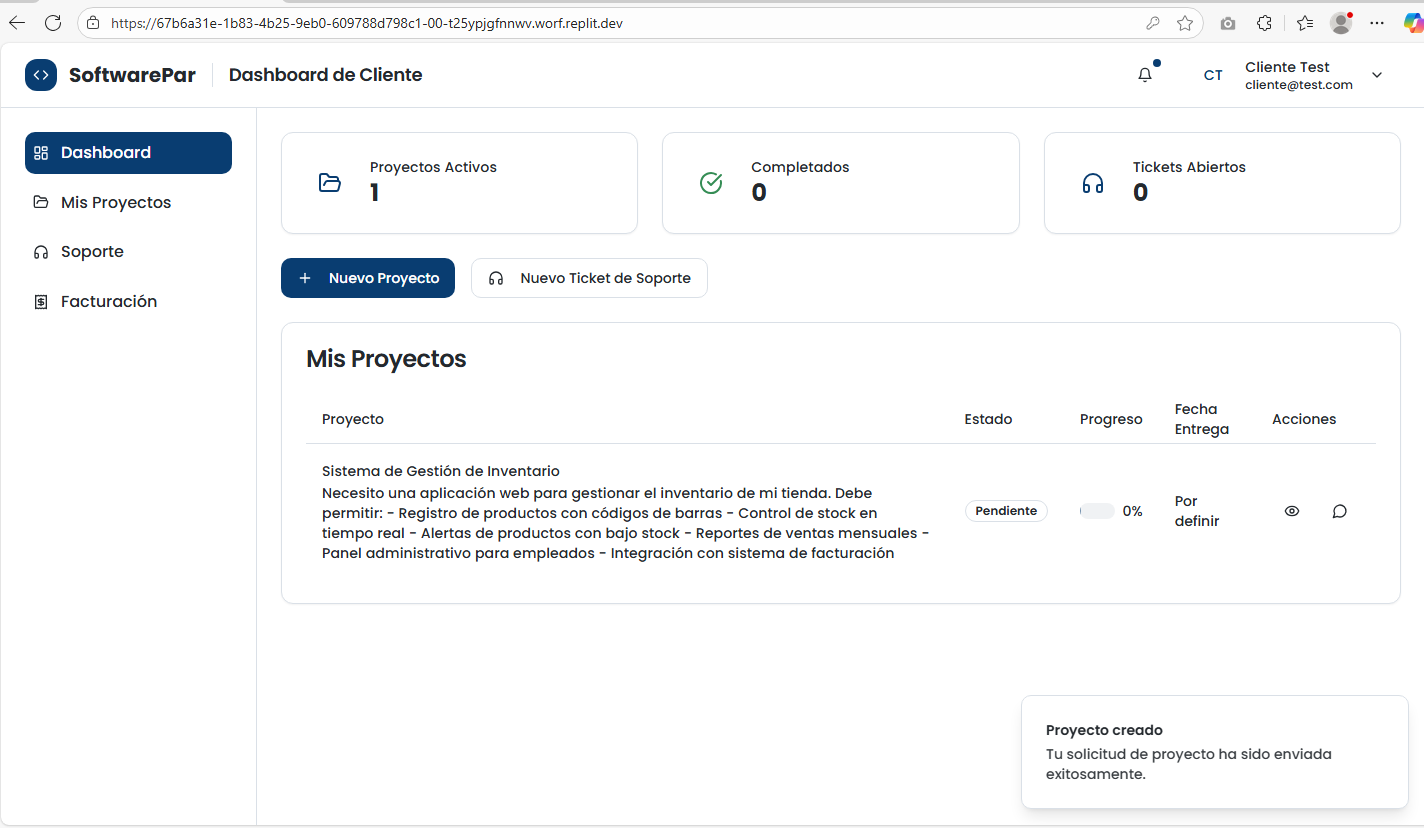 https://67b6a31e-1b83-4b25-9eb0-609788d798c1-00-t25ypjgfnnwv.worf.replit.dev
SoftwarePar
Dashboard de Cliente
CT
Cliente Test
cliente@test.com
Dashboard
Mis Proyectos
Soporte
Facturación
Proyectos Activos
1
Completados
0
Tickets Abiertos
0
Nuevo Proyecto
Nuevo Ticket de Soporte
Mis Proyectos
Proyecto
Estado
Progreso
Fecha
Entrega
Acciones
Sistema de Gestión de Inventario
Necesito una aplicación web para gestionar el inventario de mi tienda. Debe
permitir: - Registro de productos con códigos de barras - Control de stock en
tiempo real - Alertas de productos con bajo stock - Reportes de ventas mensuales -
Panel administrativo para empleados - Integración con sistema de facturación
Pendiente
0%
Por
definir
Proyecto creado
Tu solicitud de proyecto ha sido enviada
exitosamente.